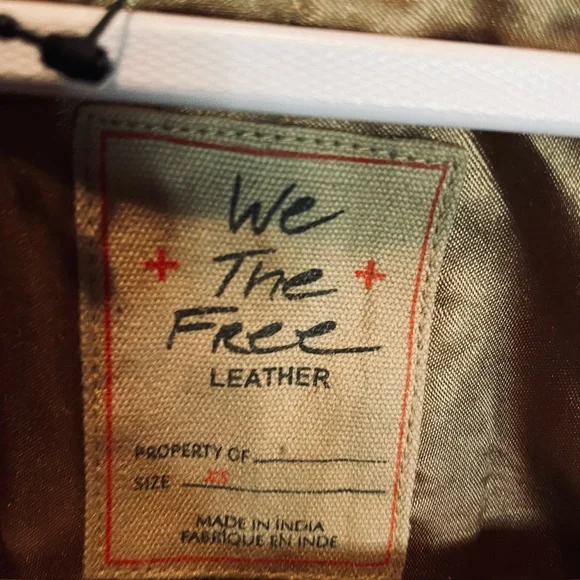 We
+ The +
Free
LEATHER
PROPERTY OF
SIZE XS
MADE IN INDIA
FABRIQUE EN INDE